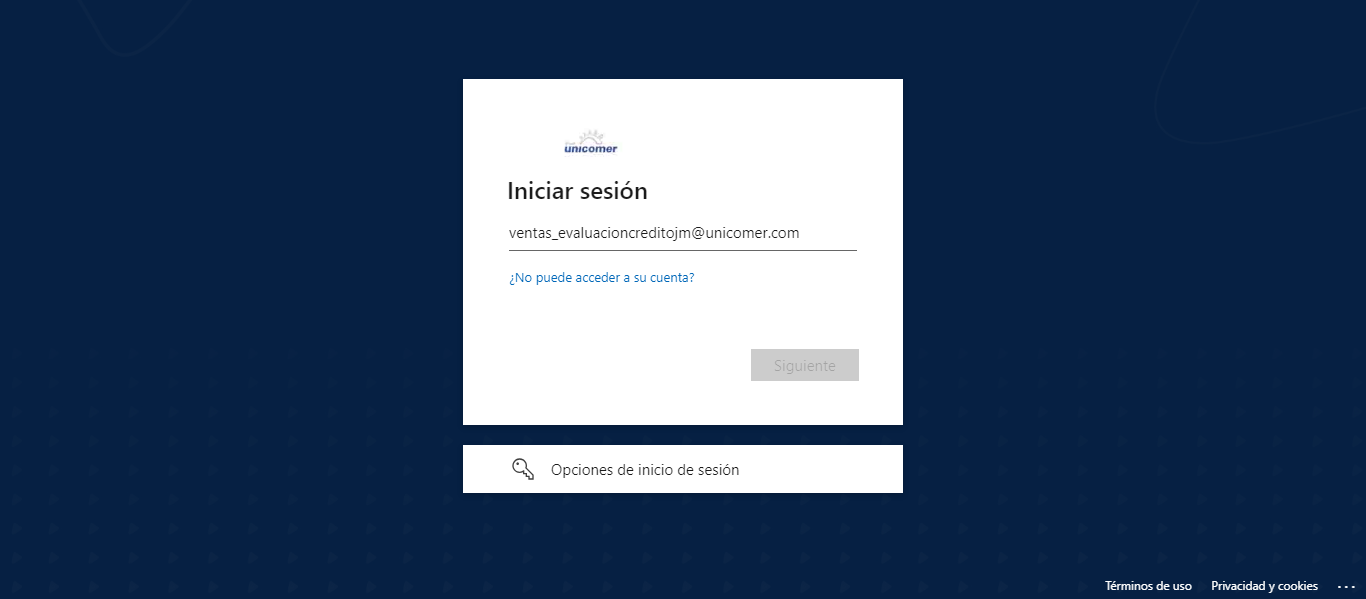 unicomer
Iniciar sesión
ventas_evaluacioncreditojm@unicomer.com
¿No puede acceder a su cuenta?
Siguiente
Opciones de inicio de sesión
Términos de uso Privacidad y cookies ...